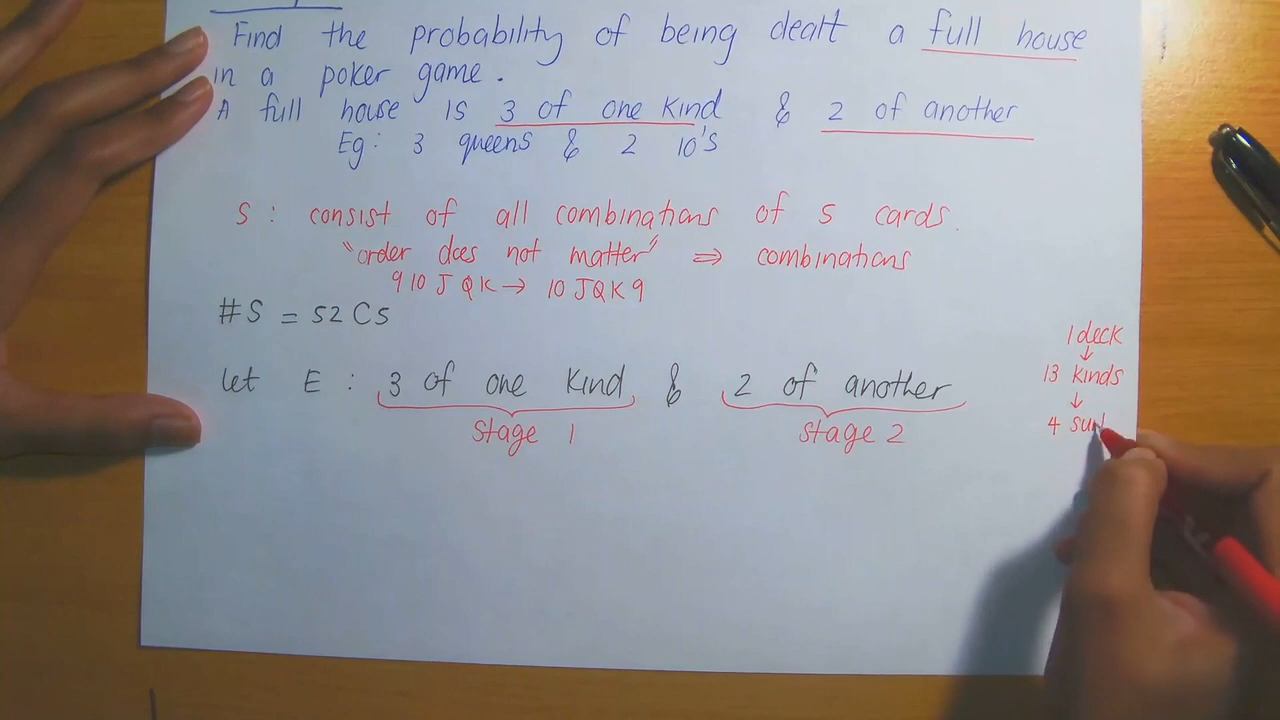 Find the probability of being dealt a full house
in a poker game.
A full house is 3 of one kind & 2 of another
Eg: 3 queens & 2 10's
S: consist of all combinations of 5 cards.
"order does not matter" ⇒ combinations
9 10 J Q K → 10 J Q K 9
#S = 52 C 5
let E : 3 of one kind & 2 of another
stage 1 stage 2
1 deck
↓
13 kinds
↓
4